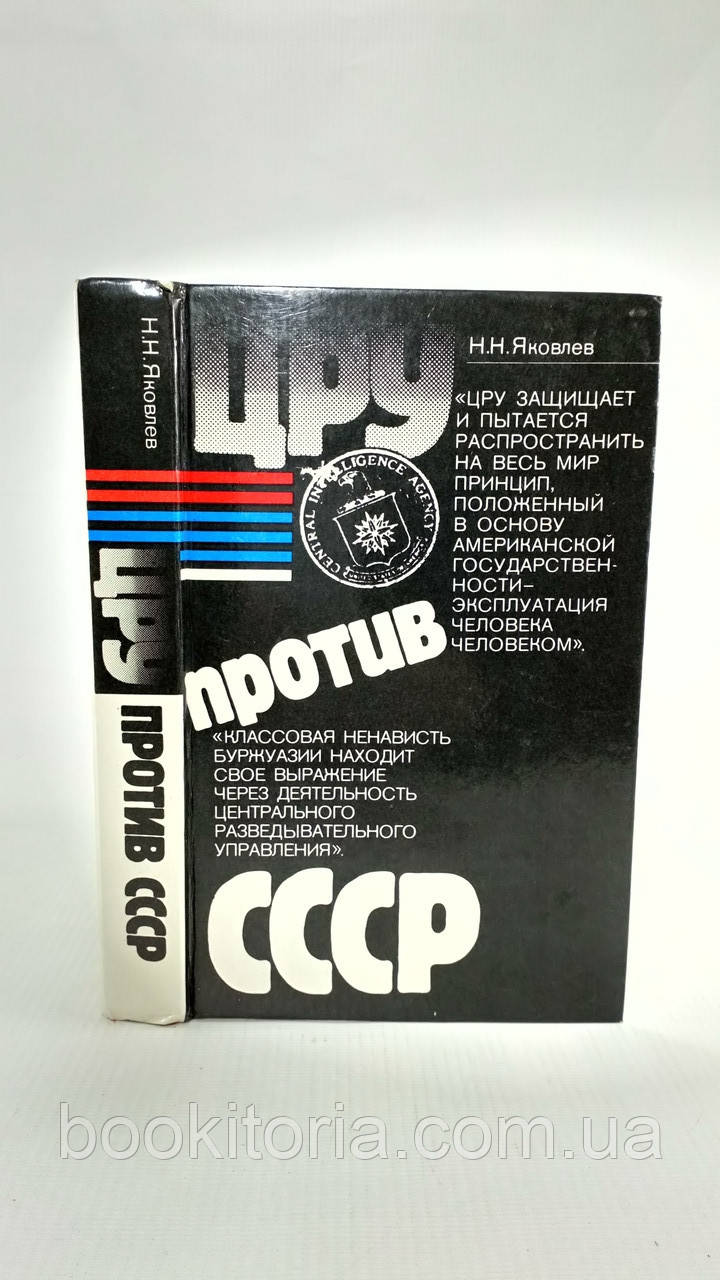 Н.Н. Яковлев
ЦРУ
ПРОТИВ СССР
ЦРУ
Н.Н. Яковлев
«ЦРУ ЗАЩИЩАЕТ
И ПЫТАЕТСЯ
РАСПРОСТРАНИТЬ
НА ВЕСЬ МИР
ПРИНЦИП,
ПОЛОЖЕННЫЙ
В ОСНОВУ
АМЕРИКАНСКОЙ
ГОСУДАРСТВЕН-
НОСТИ–
ЭКСПЛУАТАЦИЯ
ЧЕЛОВЕКА
ЧЕЛОВЕКОМ».
CENTRAL INTELLIGENCE AGENCY
против
«КЛАССОВАЯ НЕНАВИСТЬ
БУРЖУАЗИИ НАХОДИТ
СВОЕ ВЫРАЖЕНИЕ
ЧЕРЕЗ ДЕЯТЕЛЬНОСТЬ
ЦЕНТРАЛЬНОГО
РАЗВЕДЫВАТЕЛЬНОГО
УПРАВЛЕНИЯ».
СССР
bookitoria.com.ua